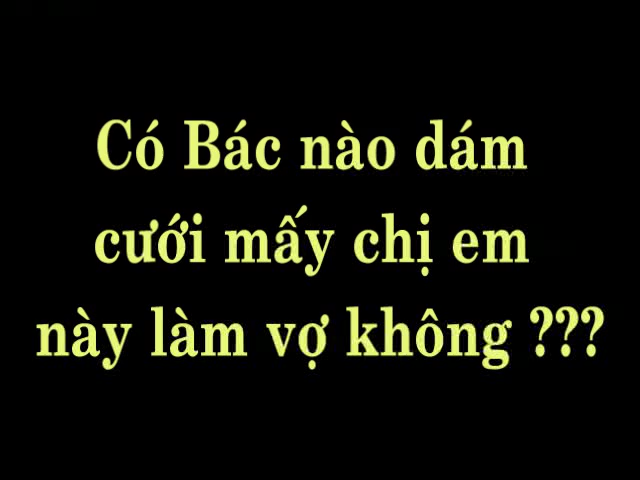 Có Bác nào dám
cưới mấy chị em
này làm vợ không ???